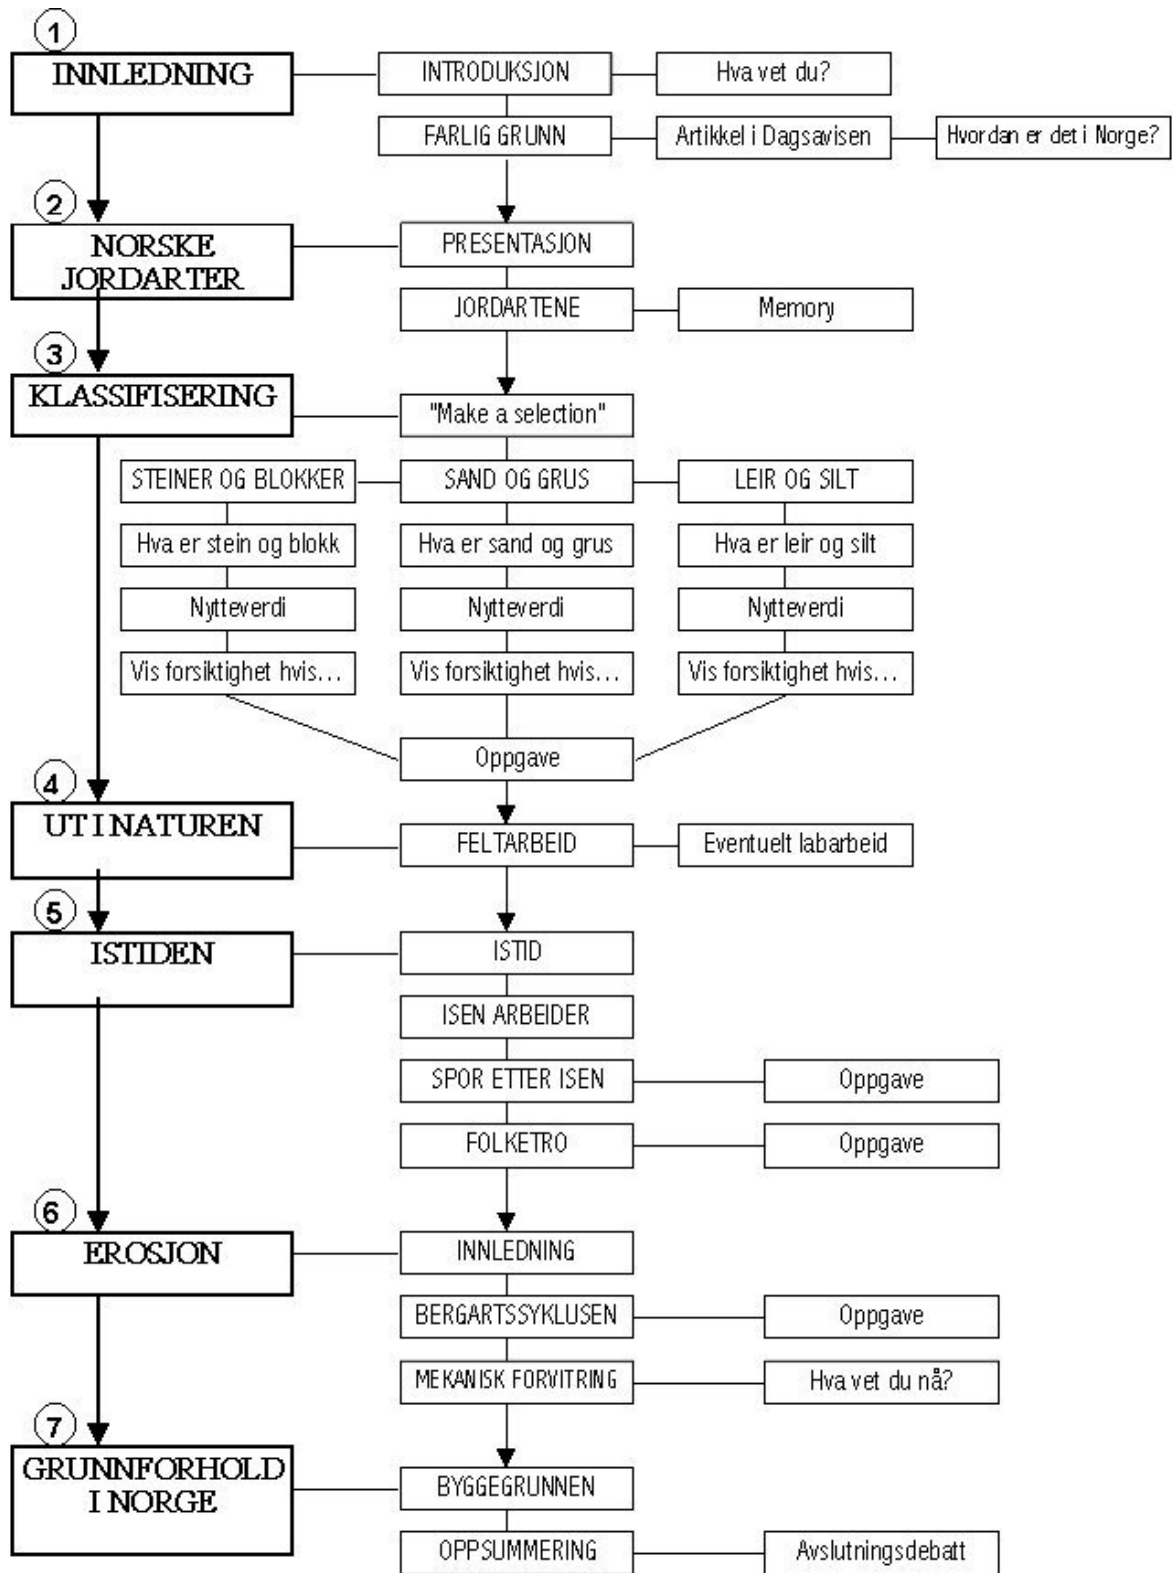 1
INNLEDNING
INTRODUKSJON
Hva vet du?
FARLIG GRUNN
Artikkel i Dagsavisen
Hvordan er det i Norge?
2
NORSKE
JORDARTER
PRESENTASJON
JORDARTENE
Memory
3
KLASSIFISERING
"Make a selection"
STEINER OG BLOKKER
SAND OG GRUS
LEIR OG SILT
Hva er stein og blokk
Hva er sand og grus
Hva er leir og silt
Nytteverdi
Nytteverdi
Nytteverdi
Vis forsiktighet hvis...
Vis forsiktighet hvis...
Vis forsiktighet hvis...
Oppgave
4
UT I NATUREN
FELTARBEID
Eventuelt labarbeid
5
ISTIDEN
ISTID
ISEN ARBEIDER
SPOR ETTER ISEN
Oppgave
FOLKETRO
Oppgave
6
EROSJON
INNLEDNING
BERGARTSSYKLUSEN
Oppgave
MEKANISK FORVITRING
Hva vet du nå?
7
GRUNNFORHOLD
I NORGE
BYGGEGRUNNEN
OPPSUMMERING
Avslutningsdebatt